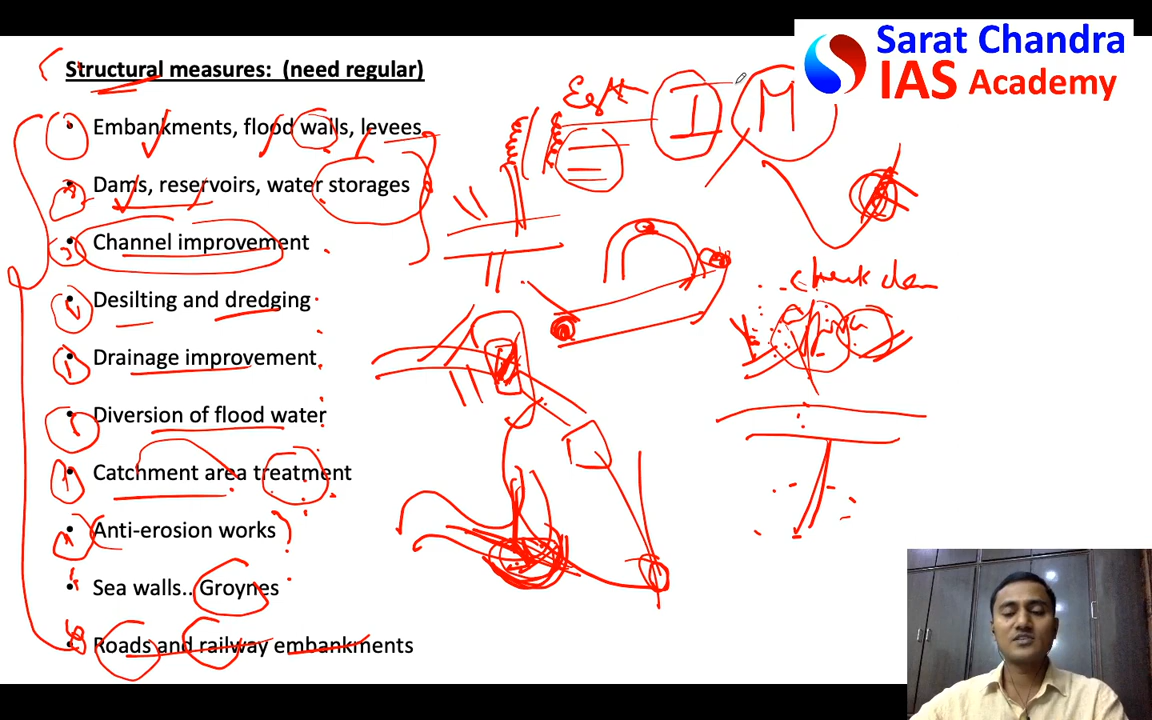 Sarat Chandra
IAS Academy
Structural measures: (need regular)
• Embankments, flood walls, levees
• Dams, reservoirs, water storages
• Channel improvement
• Desilting and dredging
• Drainage improvement
• Diversion of flood water
• Catchment area treatment
• Anti-erosion works
• Sea walls.. Groynes
• Roads and railway embankments
I M
check dam